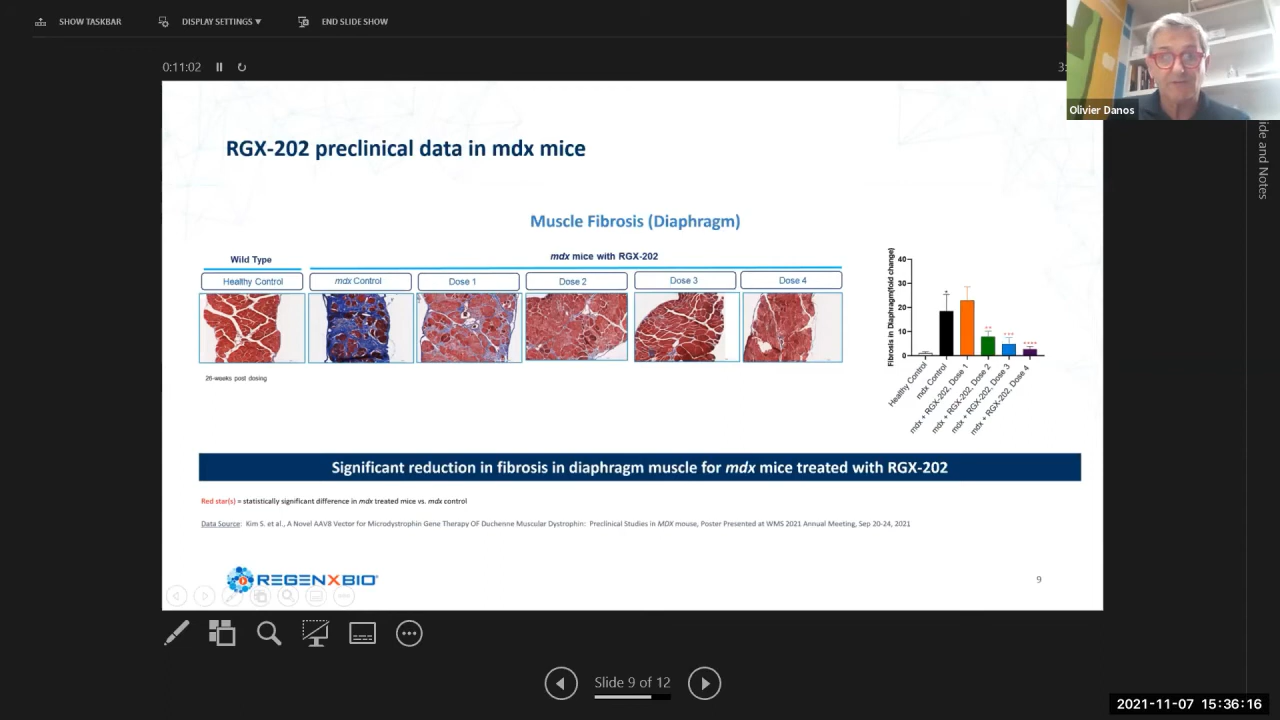 SHOW TASKBAR
DISPLAY SETTINGS ▼
END SLIDE SHOW
0:11:02
3:
Olivier Danos
ide and Notes
RGX-202 preclinical data in mdx mice
Muscle Fibrosis (Diaphragm)
Wild Type
mdx mice with RGX-202
Healthy Control
mdx Control
Dose 1
Dose 2
Dose 3
Dose 4
26-weeks post dosing
Fibrosis in Diaphragm(fold change)
40
30
20
10
0
*
**
***
****
Healthy Control
mdx Control
mdx + RGX-202, Dose 1
mdx + RGX-202, Dose 2
mdx + RGX-202, Dose 3
mdx + RGX-202, Dose 4
Significant reduction in fibrosis in diaphragm muscle for mdx mice treated with RGX-202
Red star(s) = statistically significant difference in mdx treated mice vs. mdx control
Data Source: Kim S. et al., A Novel AAV8 Vector for Microdystrophin Gene Therapy OF Duchenne Muscular Dystrophin: Preclinical Studies in MDX mouse, Poster Presented at WMS 2021 Annual Meeting, Sep 20-24, 2021
REGENXBIO®
9
Slide 9 of 12
2021-11-07 15:36:16